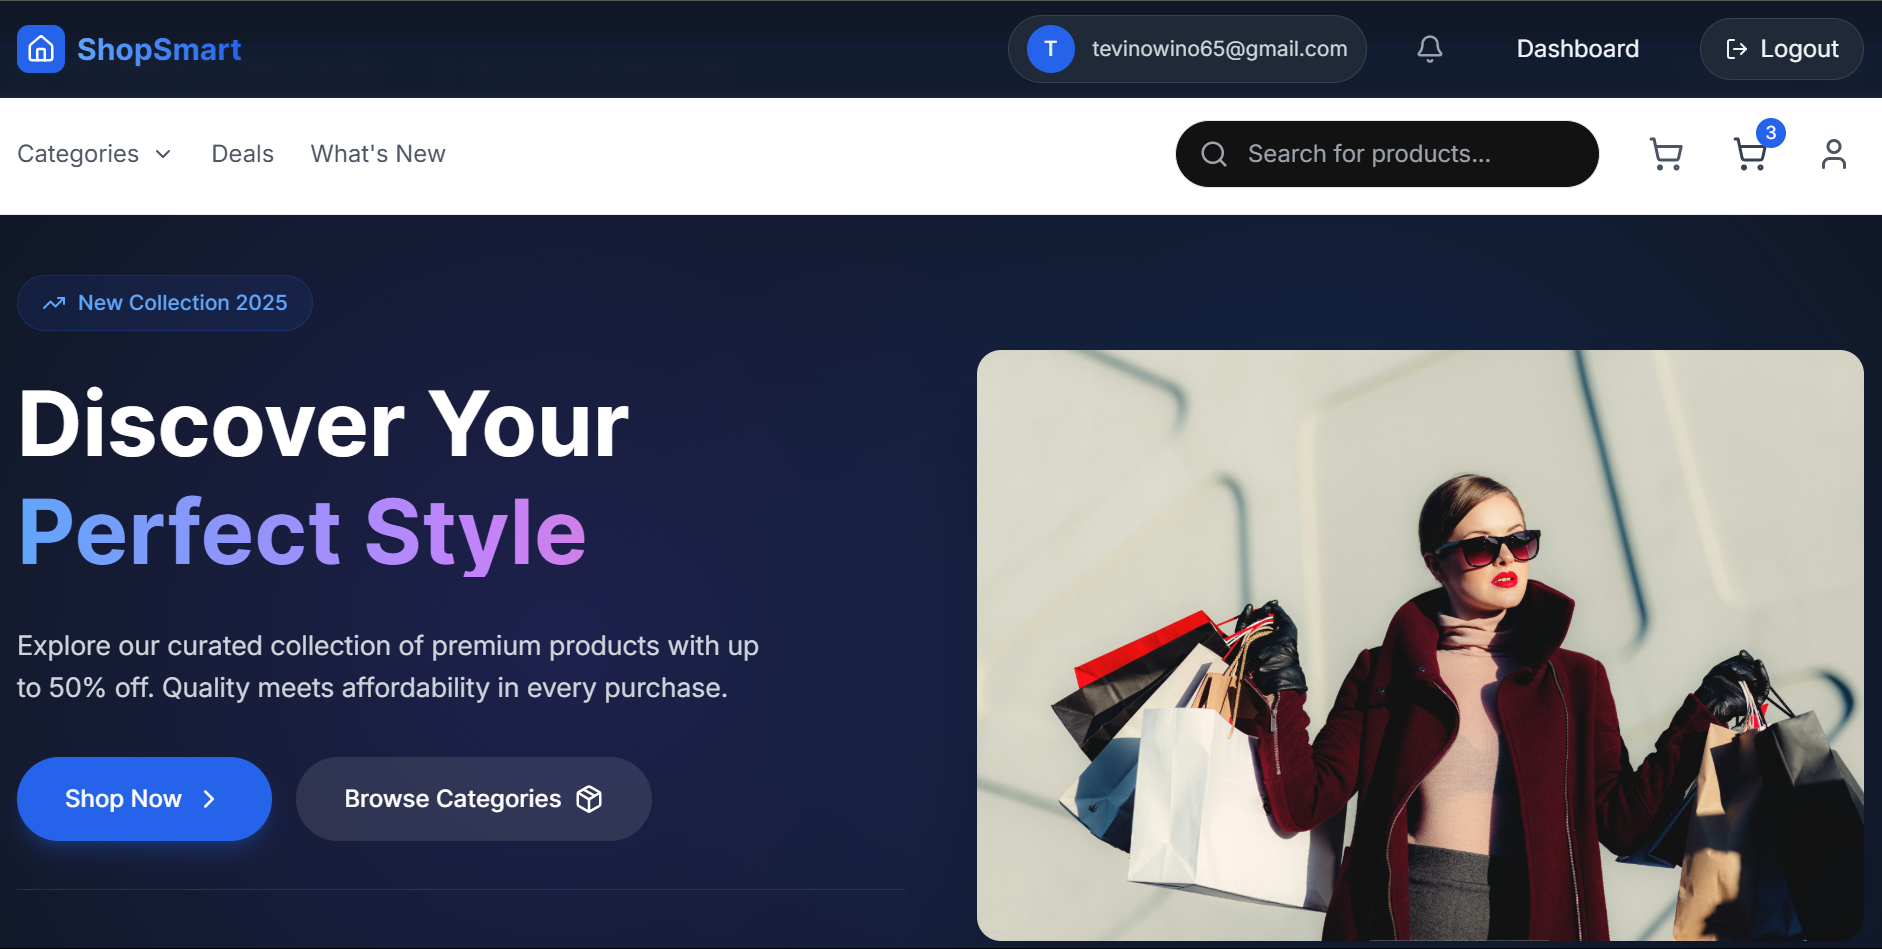 ShopSmart
T
tevinowino65@gmail.com
Dashboard
Logout
Categories
Deals
What's New
Search for products...
3
New Collection 2025
Discover Your
Perfect Style
Explore our curated collection of premium products with up
to 50% off. Quality meets affordability in every purchase.
Shop Now
Browse Categories